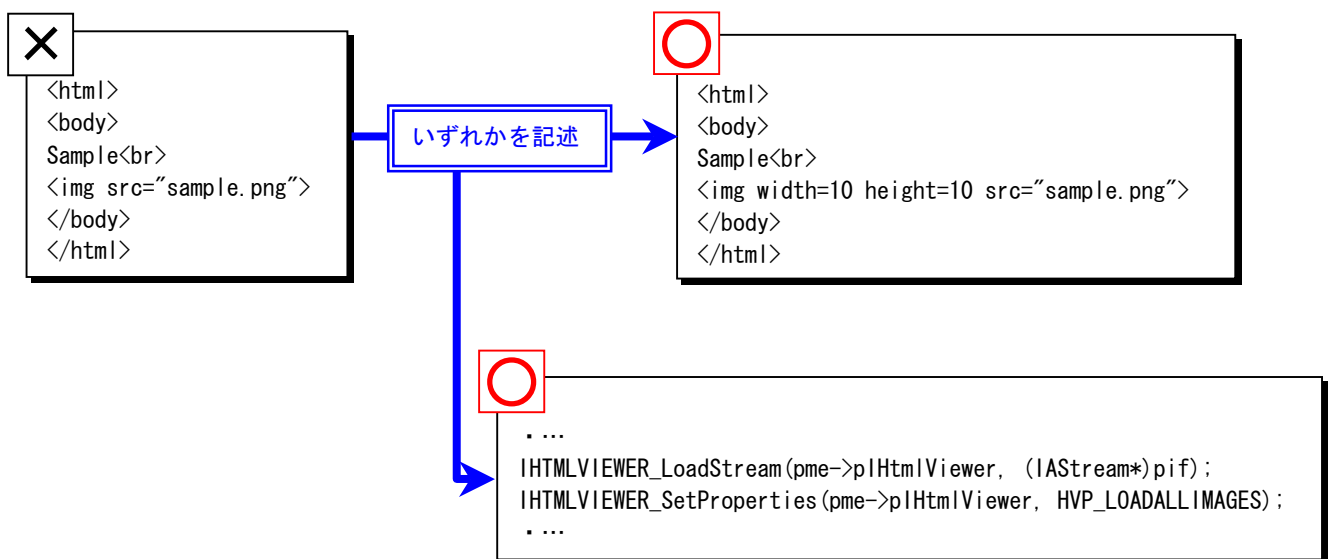 ×
<html>
<body>
Sample<br>
<img src="sample.png">
</body>
</html>
いずれかを記述
○
<html>
<body>
Sample<br>
<img width=10 height=10 src="sample.png">
</body>
</html>
○
・…
IHTMLVIEWER_LoadStream(pme->pIHtmlViewer, (IAStream*)pif);
IHTMLVIEWER_SetProperties(pme->pIHtmlViewer, HVP_LOADALLIMAGES);
・…